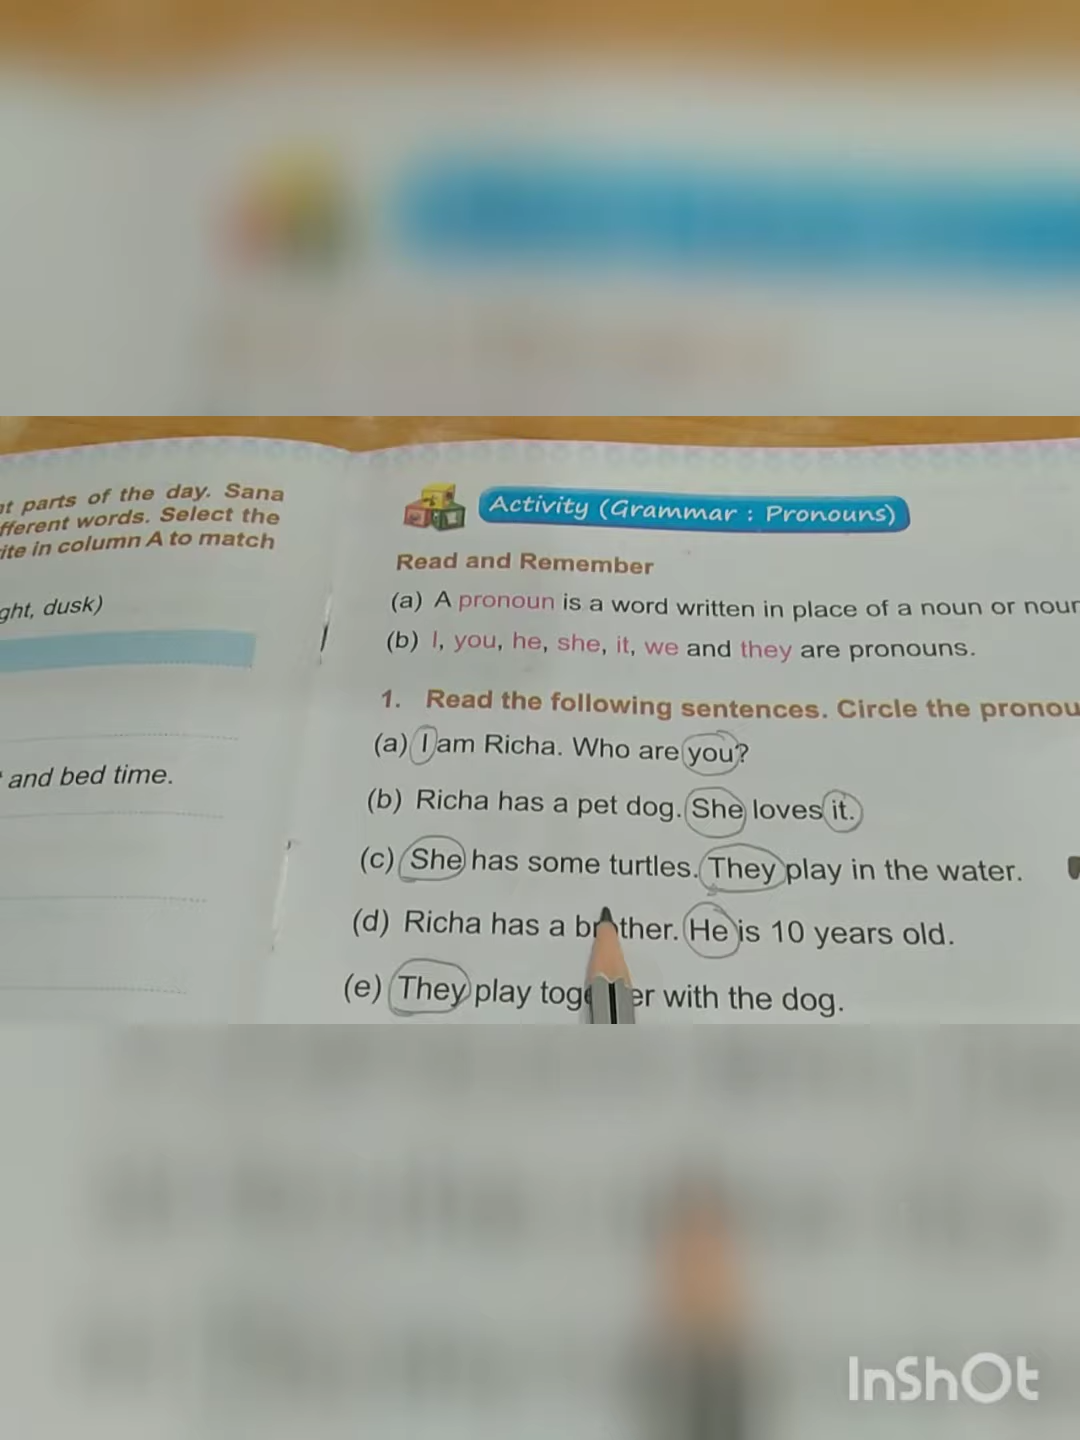 nt parts of the day. Sana
fferent words. Select the
ite in column A to match
ght, dusk)
and bed time.
Activity (Grammar : Pronouns)
Read and Remember
(a) A pronoun is a word written in place of a noun or noun
(b) I, you, he, she, it, we and they are pronouns.
1. Read the following sentences. Circle the pronou
(a) I am Richa. Who are you?
(b) Richa has a pet dog. She loves it.
(c) She has some turtles. They play in the water.
(d) Richa has a brother. He is 10 years old.
(e) They play together with the dog.
InShOt